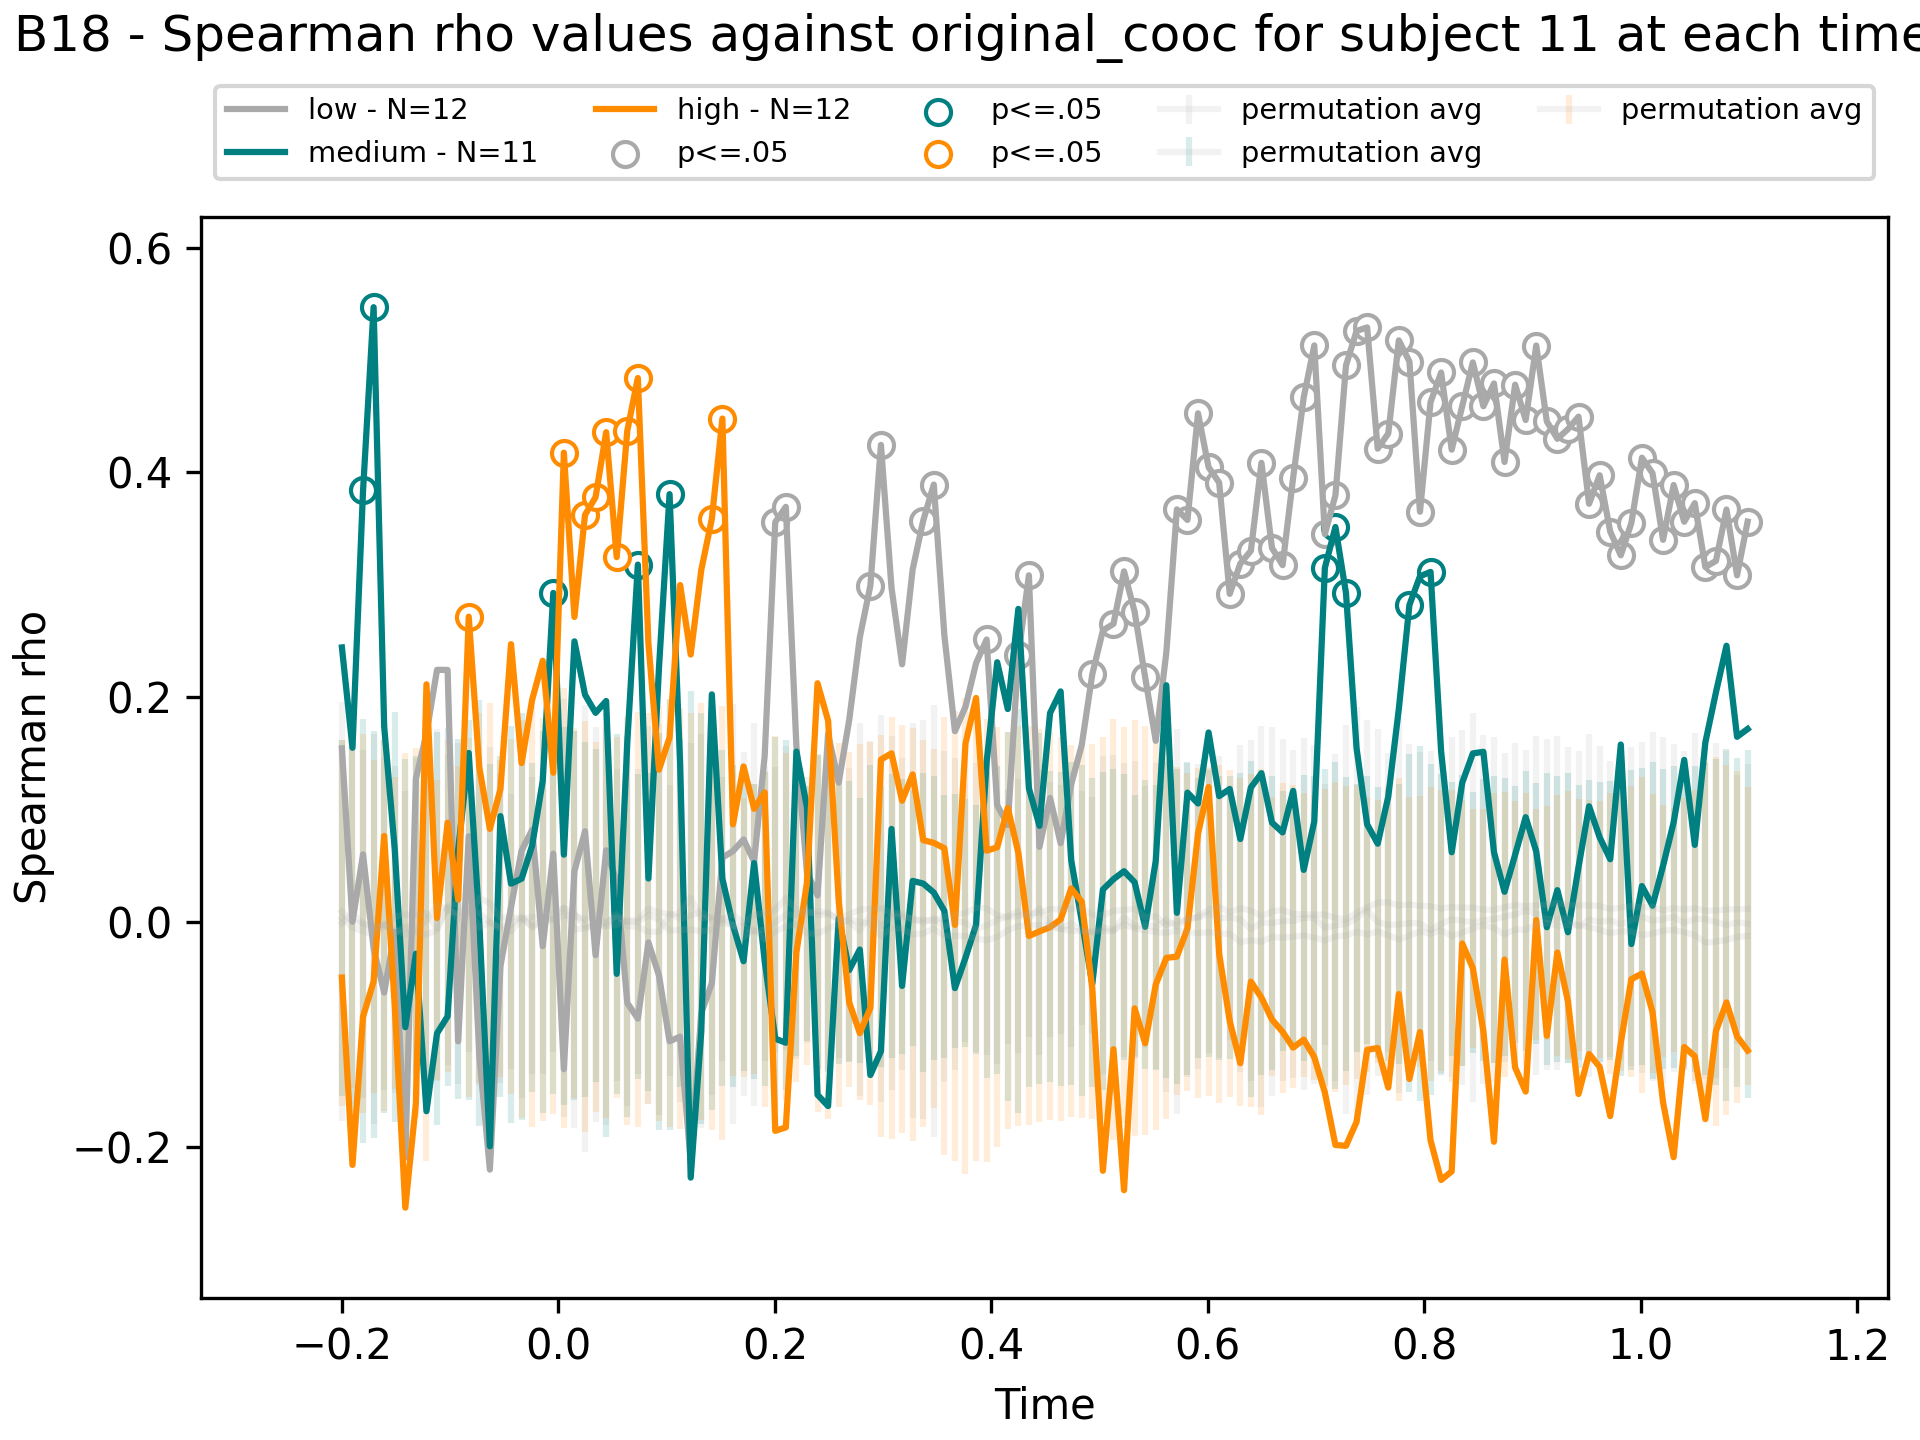 B18 - Spearman rho values against original_cooc for subject 11 at each time
low - N=12 high - N=12 p<=.05 permutation avg permutation avg
medium - N=11 p<=.05 p<=.05 permutation avg
0.6
0.4
0.2
0.0
−0.2
Spearman rho
−0.2 0.0 0.2 0.4 0.6 0.8 1.0 1.2
Time